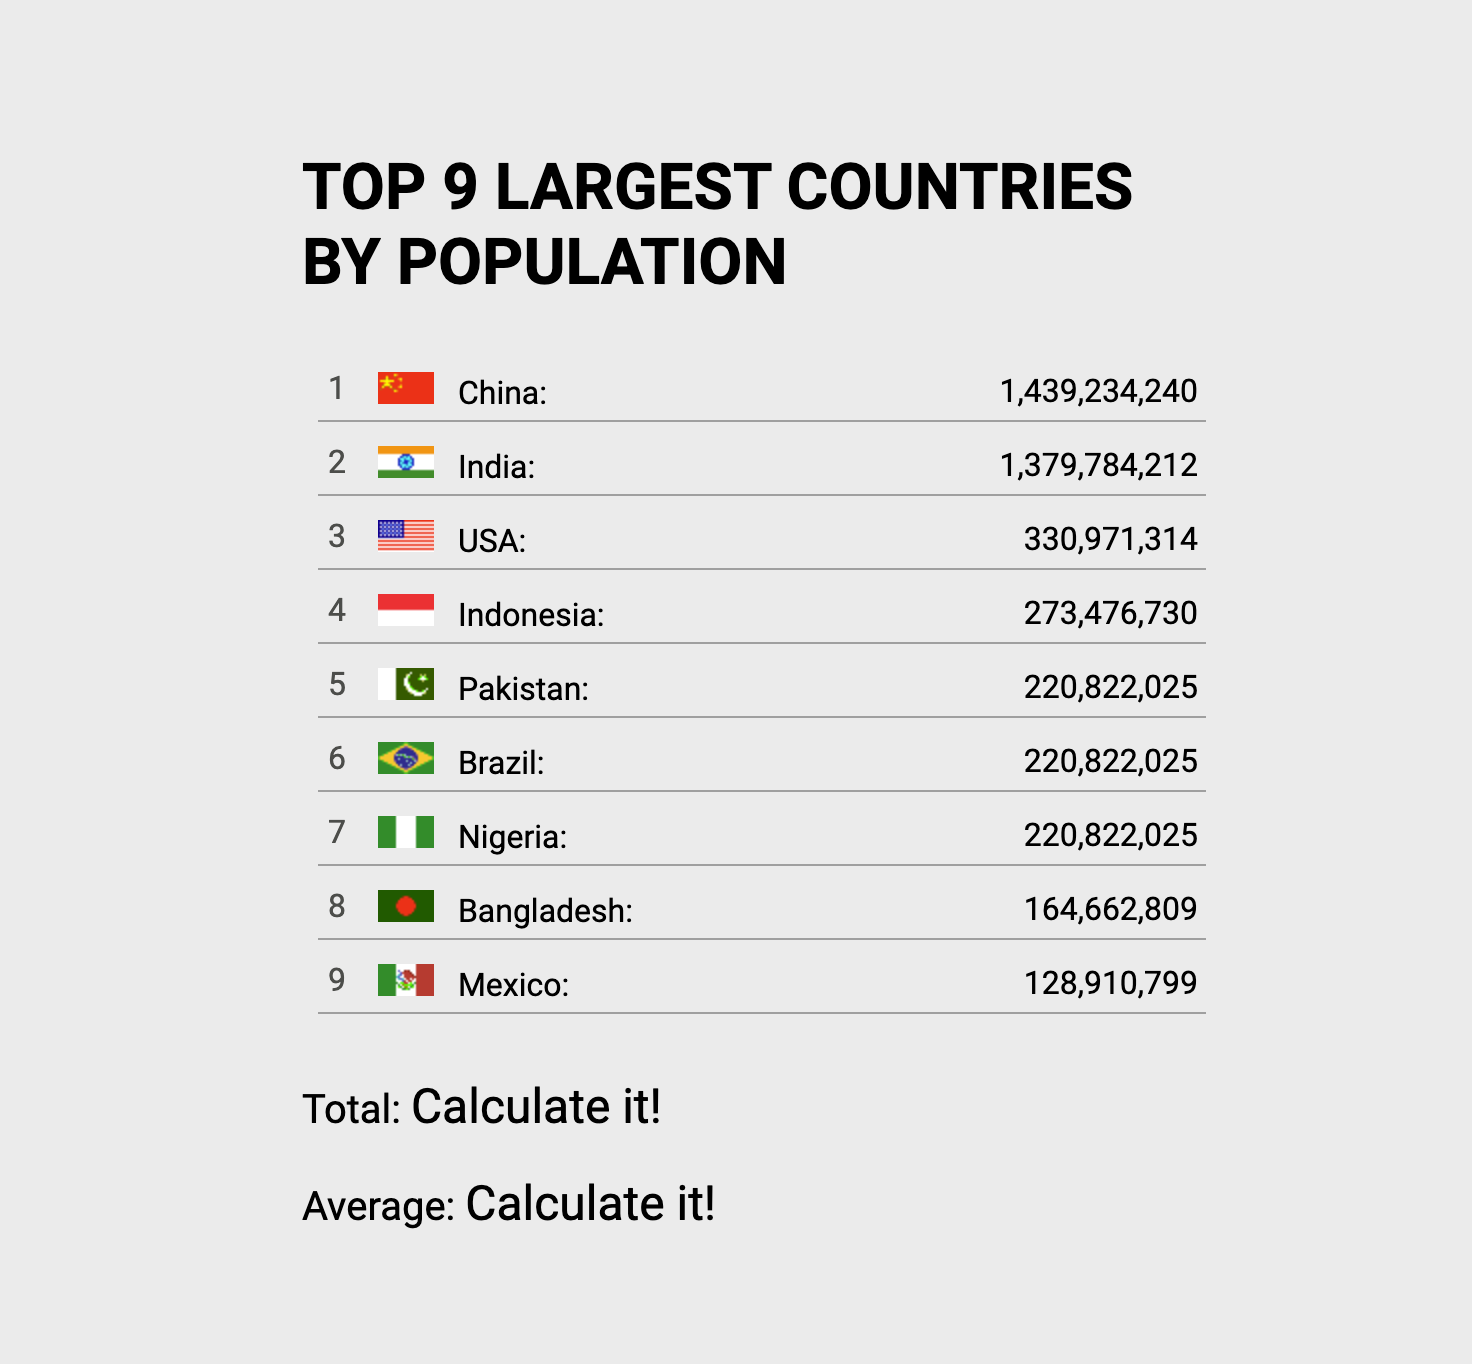 TOP 9 LARGEST COUNTRIES
BY POPULATION
1 China: 1,439,234,240
2 India: 1,379,784,212
3 USA: 330,971,314
4 Indonesia: 273,476,730
5 Pakistan: 220,822,025
6 Brazil: 220,822,025
7 Nigeria: 220,822,025
8 Bangladesh: 164,662,809
9 Mexico: 128,910,799
Total: Calculate it!
Average: Calculate it!